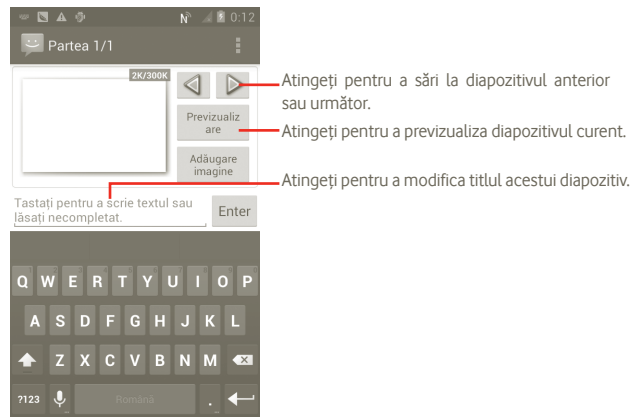 N 0:12
Partea 1/1
2K/300K
Previzualiz
are
Adăugare
imagine
Tastați pentru a scrie textul sau
lăsați necompletat.
Enter
Atingeți pentru a sări la diapozitivul anterior
sau următor.
Atingeți pentru a previzualiza diapozitivul curent.
Atingeți pentru a modifica titlul acestui diapozitiv.
Q W E R T Y U I O P
A S D F G H J K L
Z X C V B N M
?123 Română .